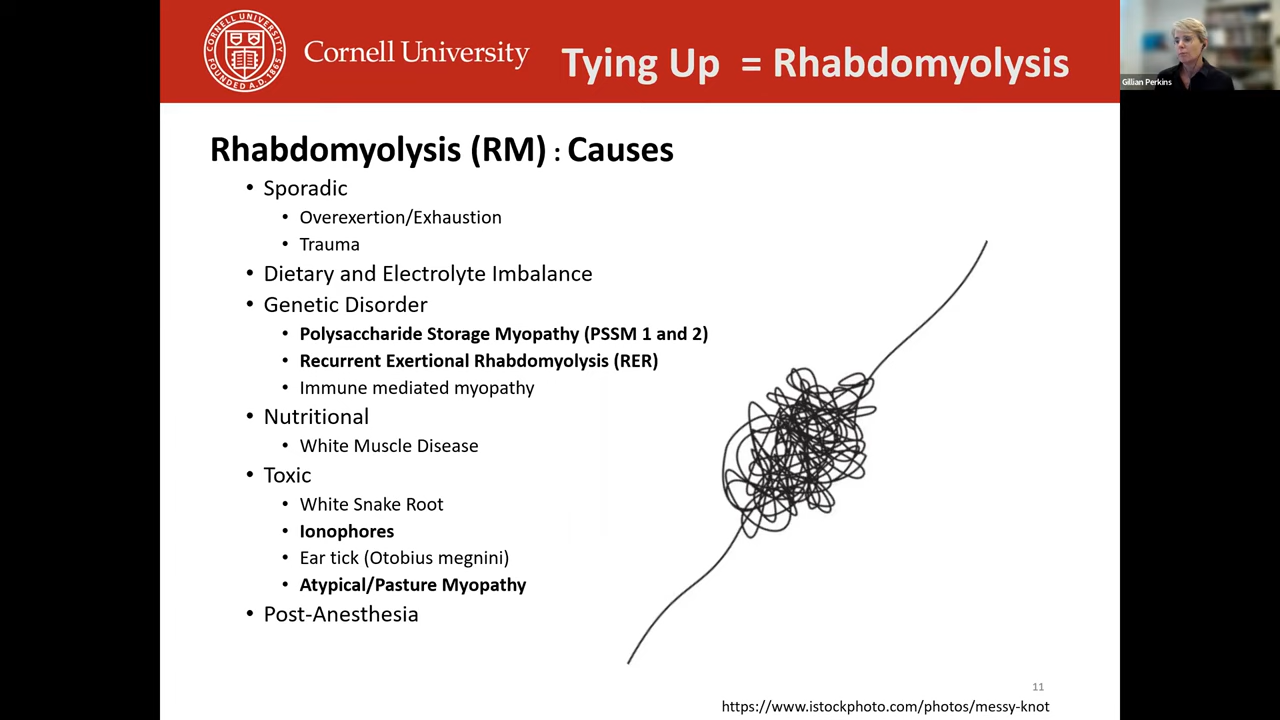 Cornell University
FOUNDED A.D. 1865
Tying Up = Rhabdomyolysis
Gillian Perkins
Rhabdomyolysis (RM) : Causes
• Sporadic
• Overexertion/Exhaustion
• Trauma
• Dietary and Electrolyte Imbalance
• Genetic Disorder
• Polysaccharide Storage Myopathy (PSSM 1 and 2)
• Recurrent Exertional Rhabdomyolysis (RER)
• Immune mediated myopathy
• Nutritional
• White Muscle Disease
• Toxic
• White Snake Root
• Ionophores
• Ear tick (Otobius megnini)
• Atypical/Pasture Myopathy
• Post-Anesthesia
11
https://www.istockphoto.com/photos/messy-knot